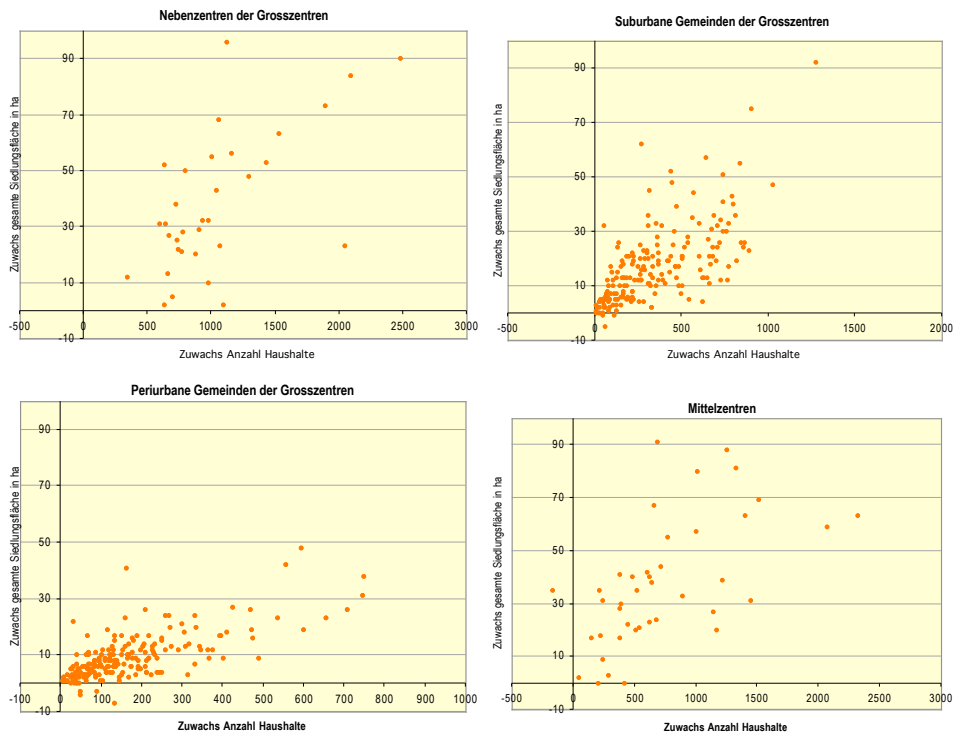 Nebenzentren der Grosszentren
Zuwachs gesamte Siedlungsfläche in ha
90
70
50
30
10
-10
-500 0 500 1000 1500 2000 2500 3000
Zuwachs Anzahl Haushalte
Suburbane Gemeinden der Grosszentren
Zuwachs gesamte Siedlungsfläche in ha
90
70
50
30
10
-10
-500 0 500 1000 1500 2000
Zuwachs Anzahl Haushalte
Periurbane Gemeinden der Grosszentren
Zuwachs gesamte Siedlungsfläche in ha
90
70
50
30
10
-10
0 100 200 300 400 500 600 700 800 900 1000
Zuwachs Anzahl Haushalte
Mittelzentren
Zuwachs gesamte Siedlungsfläche in ha
90
70
50
30
10
-10
-500 0 500 1000 1500 2000 2500 3000
Zuwachs Anzahl Haushalte